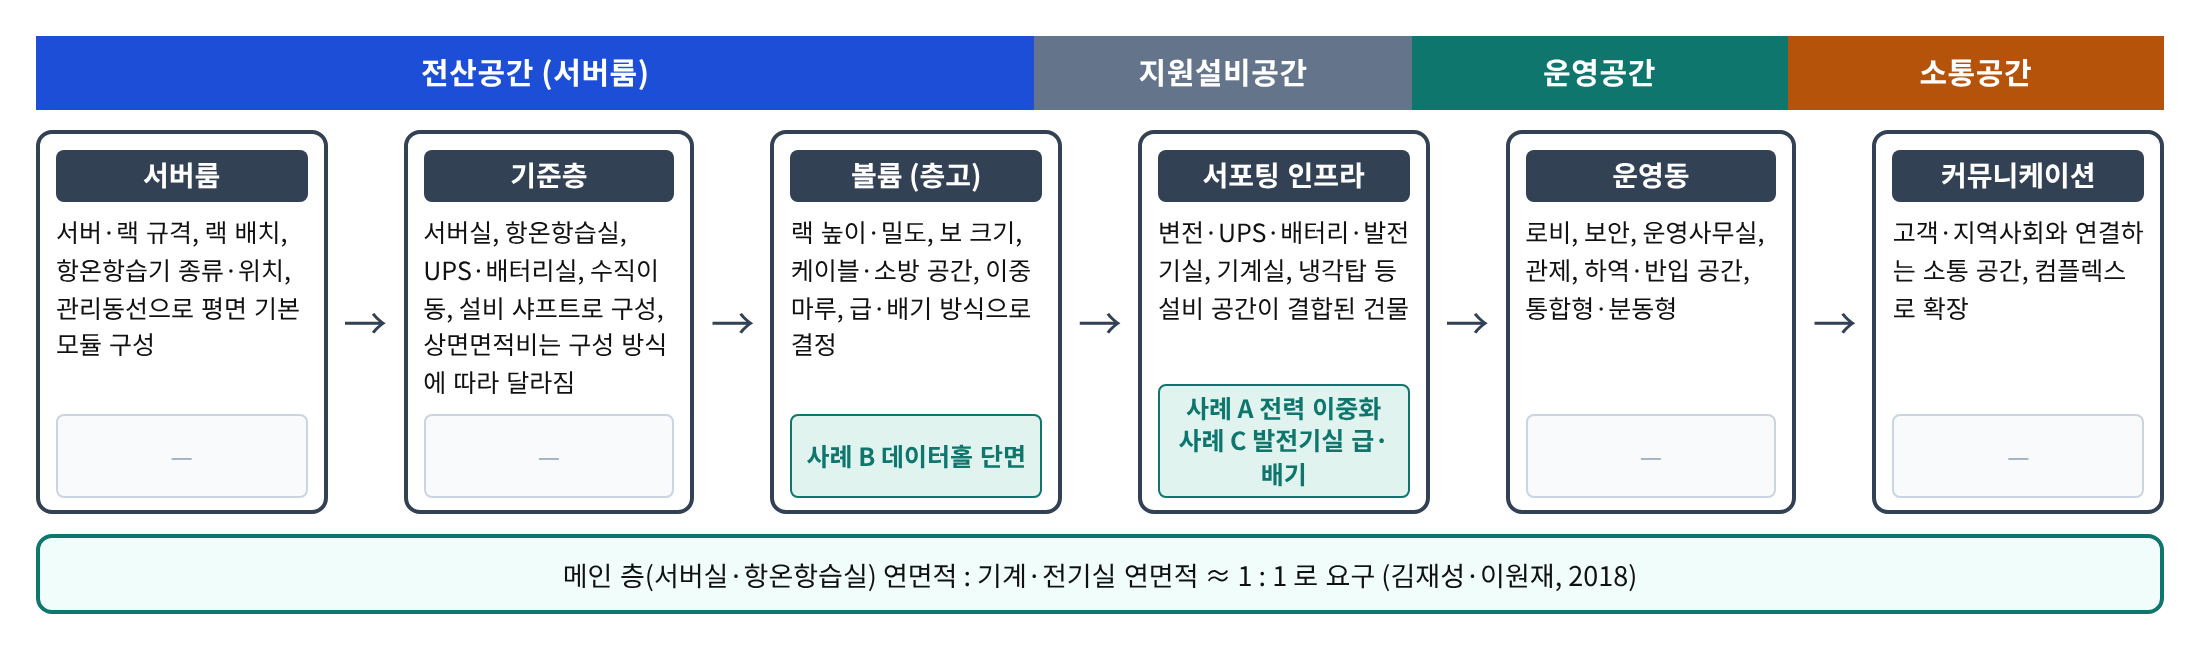 전산공간 (서버룸)
지원설비공간
운영공간
소통공간
서버룸
서버·랙 규격, 랙 배치,
항온항습기 종류·위치,
관리동선으로 평면 기본
모듈 구성
—
→
기준층
서버실, 항온항습실,
UPS·배터리실, 수직이
동, 설비 샤프트로 구성,
상면면적비는 구성 방식
에 따라 달라짐
—
→
볼륨 (층고)
랙 높이·밀도, 보 크기,
케이블·소방 공간, 이중
마루, 급·배기 방식으로
결정
사례 B 데이터홀 단면
→
서포팅 인프라
변전·UPS·배터리·발전
기실, 기계실, 냉각탑 등
설비 공간이 결합된 건물
사례 A 전력 이중화
사례 C 발전기실 급·
배기
→
운영동
로비, 보안, 운영사무실,
관제, 하역·반입 공간,
통합형·분동형
—
→
커뮤니케이션
고객·지역사회와 연결하
는 소통 공간, 컴플렉스
로 확장
—
메인 층(서버실·항온항습실) 연면적 : 기계·전기실 연면적 ≈ 1 : 1 로 요구 (김재성·이원재, 2018)